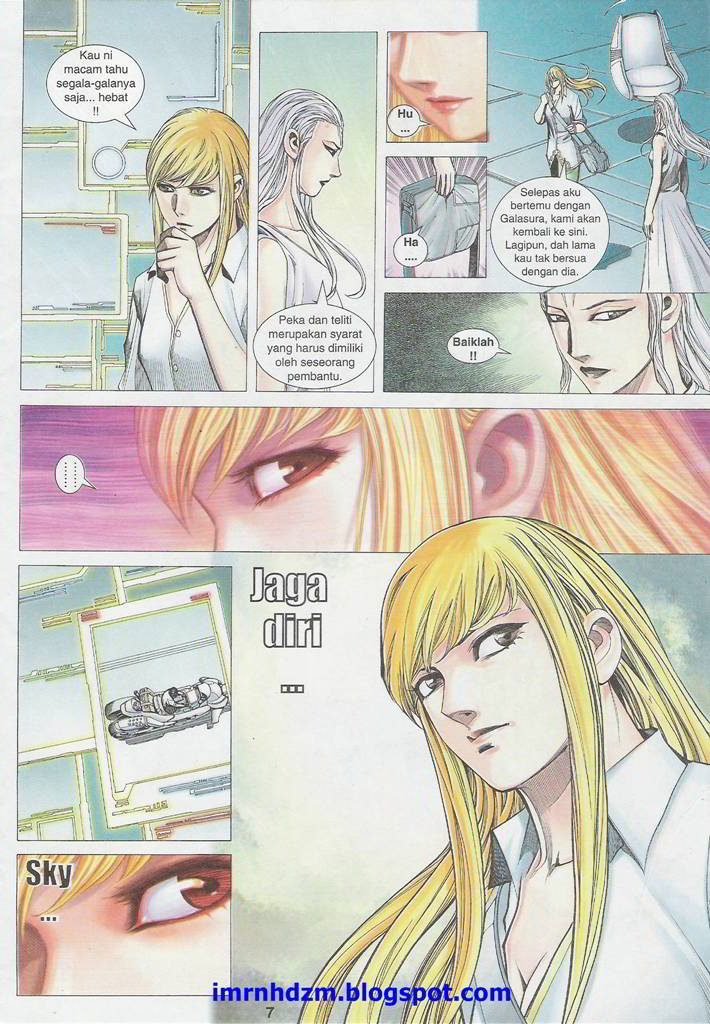 Kau ni
macam tahu
segala-galanya
saja... hebat
!!
Peka dan teliti
merupakan syarat
yang harus dimiliki
oleh seseorang
pembantu.
Hu
...
Ha
....
Selepas aku
bertemu dengan
Galasura, kami akan
kembali ke sini.
Lagipun, dah lama
kau tak bersua
dengan dia.
Baiklah
!!
Jaga
diri
...
Sky
...
imrnhdzm.blogspot.com
7